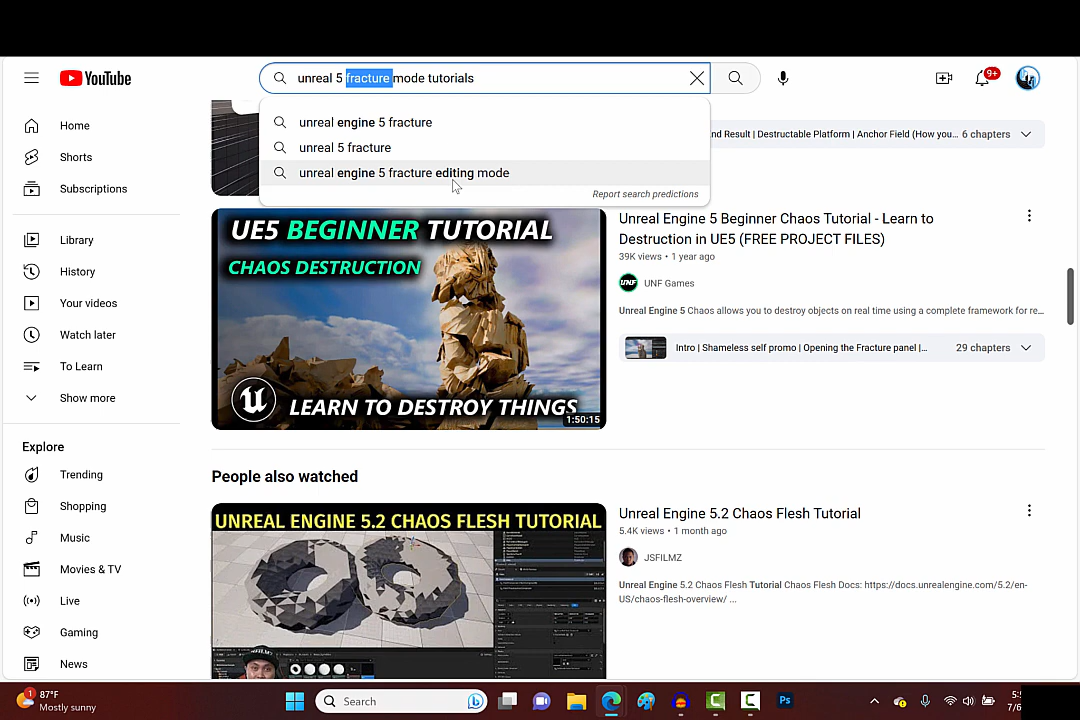 YouTube
unreal 5 fracture mode tutorials
9+
unreal engine 5 fracture
unreal 5 fracture
unreal engine 5 fracture editing mode
Report search predictions
nd Result | Destructable Platform | Anchor Field (How you... 6 chapters
Home
Shorts
Subscriptions
Library
History
Your videos
Watch later
To Learn
Show more
Explore
Trending
Shopping
Music
Movies & TV
Live
Gaming
News
UE5 BEGINNER TUTORIAL
CHAOS DESTRUCTION
LEARN TO DESTROY THINGS
1:50:15
Unreal Engine 5 Beginner Chaos Tutorial - Learn to
Destruction in UE5 (FREE PROJECT FILES)
39K views • 1 year ago
UNF
UNF Games
Unreal Engine 5 Chaos allows you to destroy objects on real time using a complete framework for re...
Intro | Shameless self promo | Opening the Fracture panel |... 29 chapters
People also watched
UNREAL ENGINE 5.2 CHAOS FLESH TUTORIAL
Unreal Engine 5.2 Chaos Flesh Tutorial
5.4K views • 1 month ago
JSFILMZ
Unreal Engine 5.2 Chaos Flesh Tutorial Chaos Flesh Docs: https://docs.unrealengine.com/5.2/en-
US/chaos-flesh-overview/ ...
1
87°F
Mostly sunny
Search
Ps
7/6